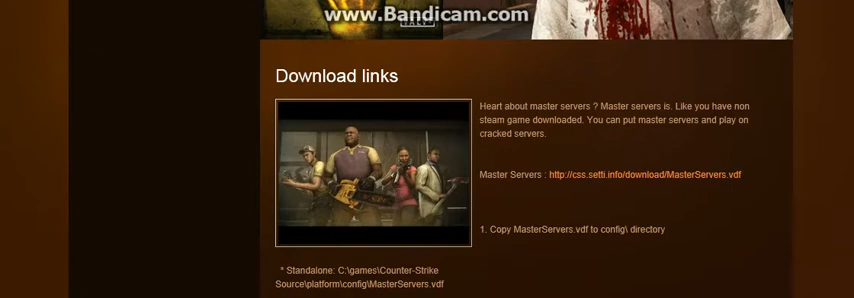 www.Bandicam.com
Download links
Heart about master servers ? Master servers is. Like you have non
steam game downloaded. You can put master servers and play on
cracked servers.
Master Servers : http://css.setti.info/download/MasterServers.vdf
1. Copy MasterServers.vdf to config\ directory
* Standalone: C:\games\Counter-Strike
Source\platform\config\MasterServers.vdf